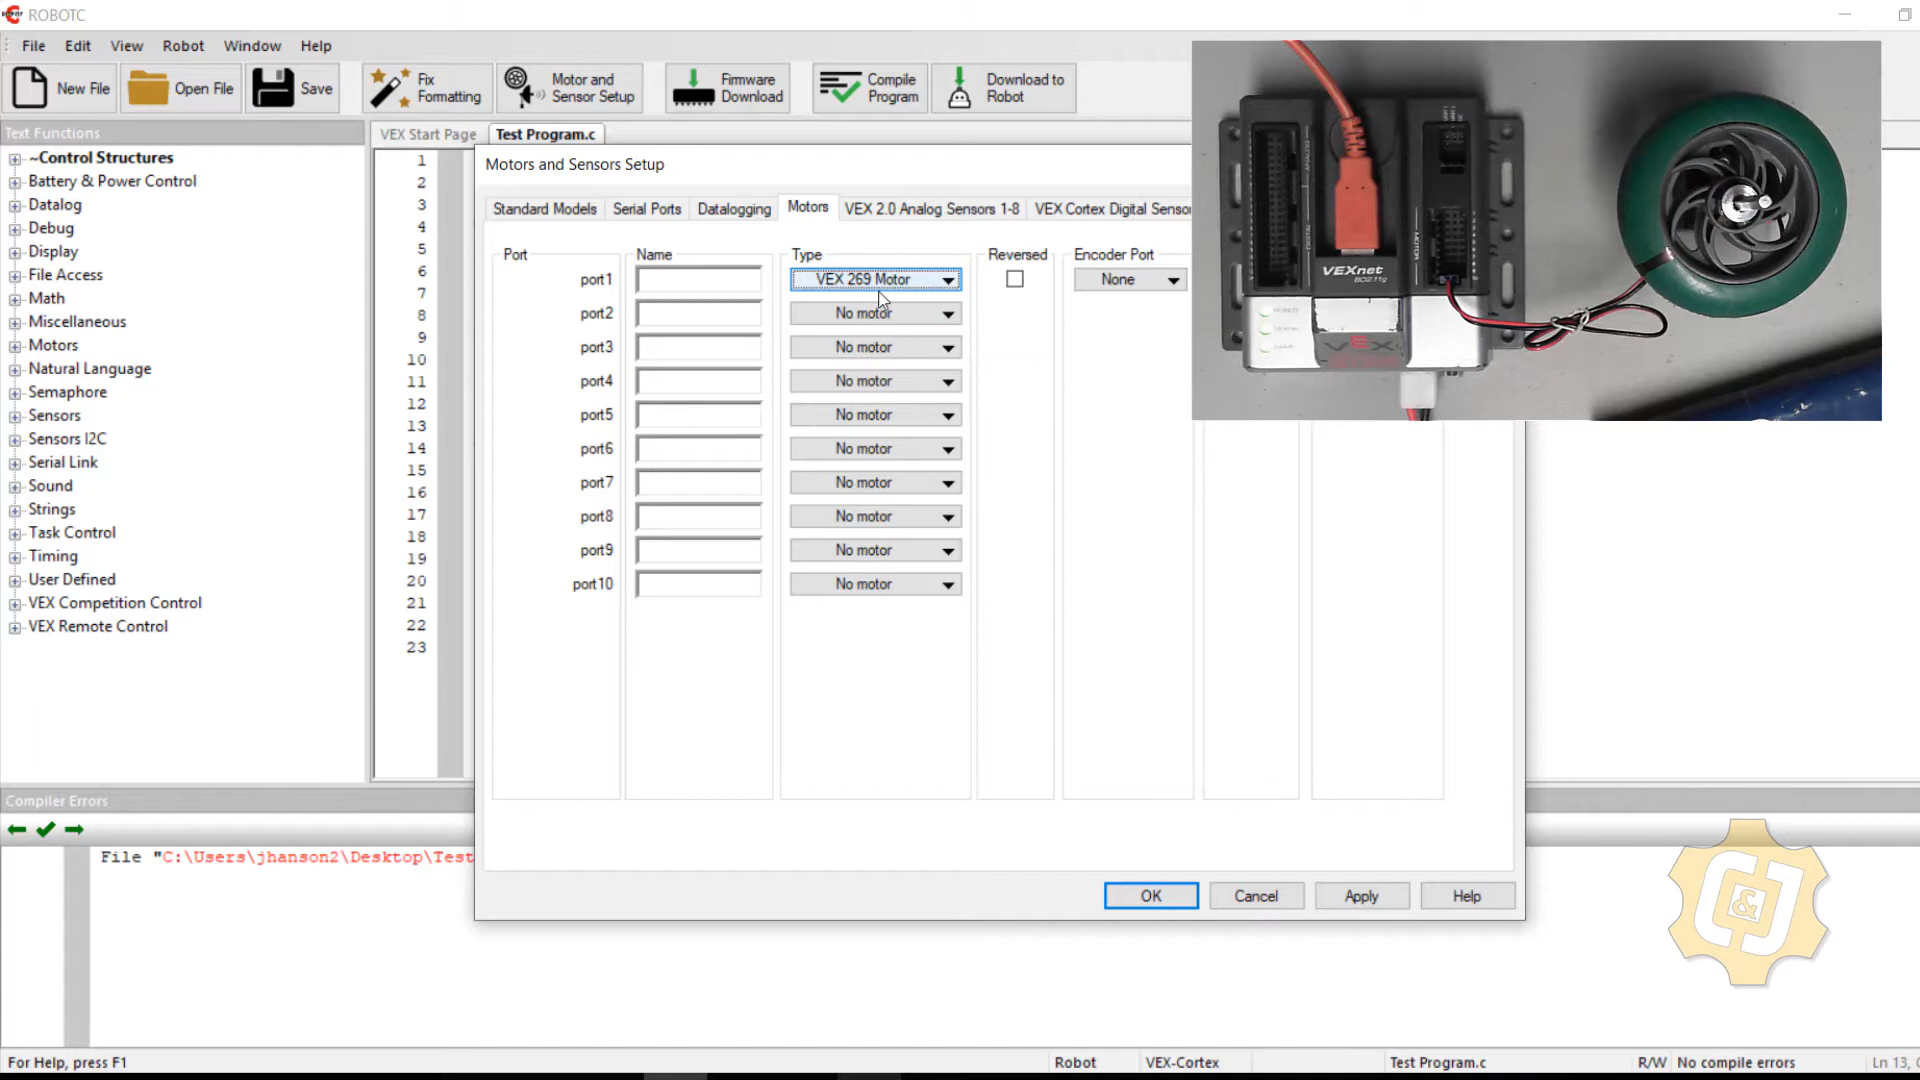 ROBOTC
File Edit View Robot Window Help
New File
Open File
Save
Fix Formatting
Motor and Sensor Setup
Firmware Download
Compile Program
Download to Robot
Text Functions
~Control Structures
Battery & Power Control
Datalog
Debug
Display
File Access
Math
Miscellaneous
Motors
Natural Language
Semaphore
Sensors
Sensors I2C
Serial Link
Sound
Strings
Task Control
Timing
User Defined
VEX Competition Control
VEX Remote Control
VEX Start Page
Test Program.c
1
2
3
4
5
6
7
8
9
10
11
12
13
14
15
16
17
18
19
20
21
22
23
Motors and Sensors Setup
Standard Models Serial Ports Datalogging Motors VEX 2.0 Analog Sensors 1-8 VEX Cortex Digital Sensor
Port Name Type Reversed Encoder Port
port1 VEX 269 Motor None
port2 No motor
port3 No motor
port4 No motor
port5 No motor
port6 No motor
port7 No motor
port8 No motor
port9 No motor
port10 No motor
OK Cancel Apply Help
VEXnet
VEX
MOTOR
Compiler Errors
File "C:\Users\jhanson2\Desktop\Test
J&J
For Help, press F1
Robot VEX-Cortex Test Program.c R/W No compile errors Ln 13,